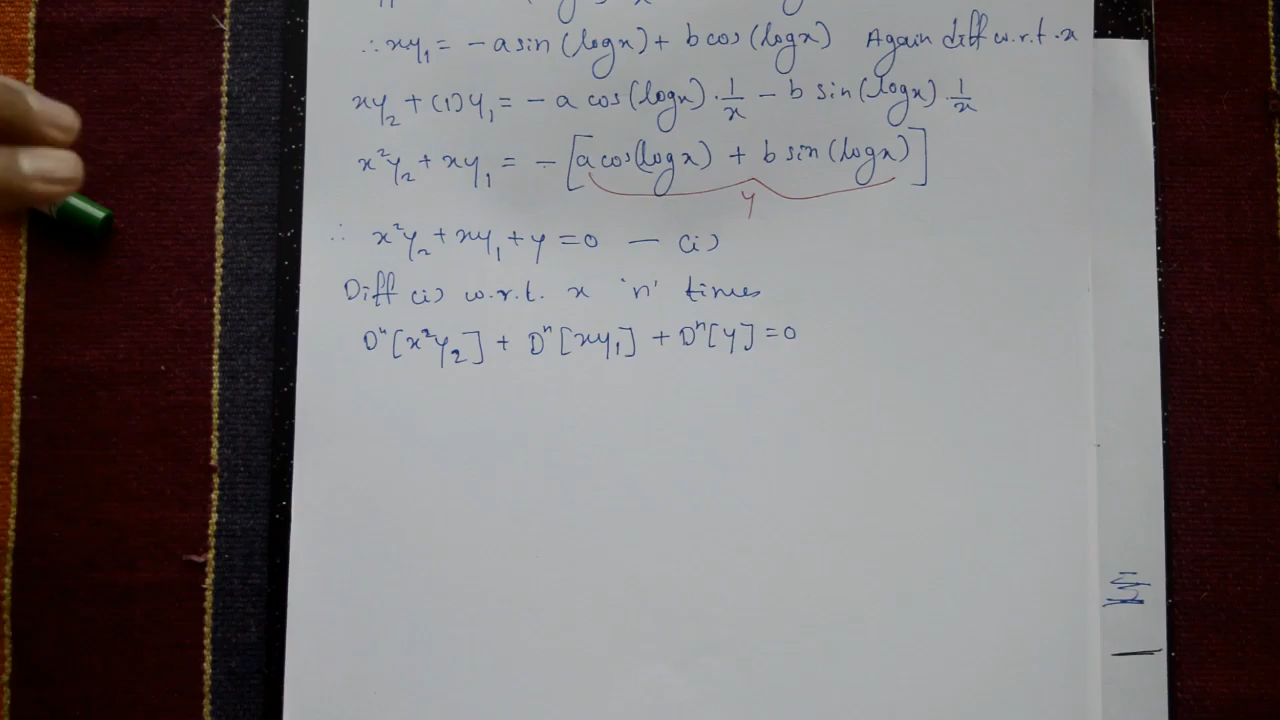 ∴ xy₁ = - a sin (log x) + b cos (log x) Again diff w.r.t. x
xy₂ + (1) y₁ = - a cos (log x) · 1/x - b sin (log x) 1/x
x²y₂ + xy₁ = - [a cos (log x) + b sin (log x)]
y
∴ x²y₂ + xy₁ + y = 0 — (i)
Diff (i) w.r.t. x 'n' times
Dⁿ[x²y₂] + Dⁿ[xy₁] + Dⁿ[y] = 0